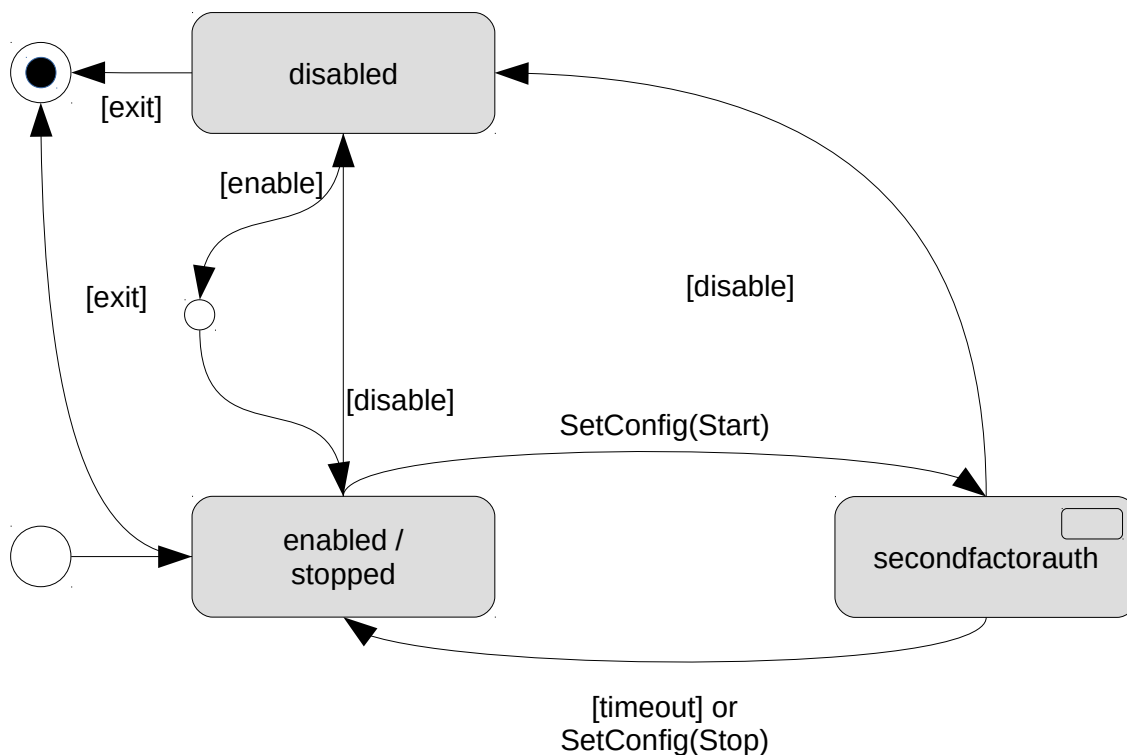 disabled
[exit]
[enable]
[disable]
[exit]
[disable]
SetConfig(Start)
enabled /
stopped
secondfactorauth
[timeout] or
SetConfig(Stop)